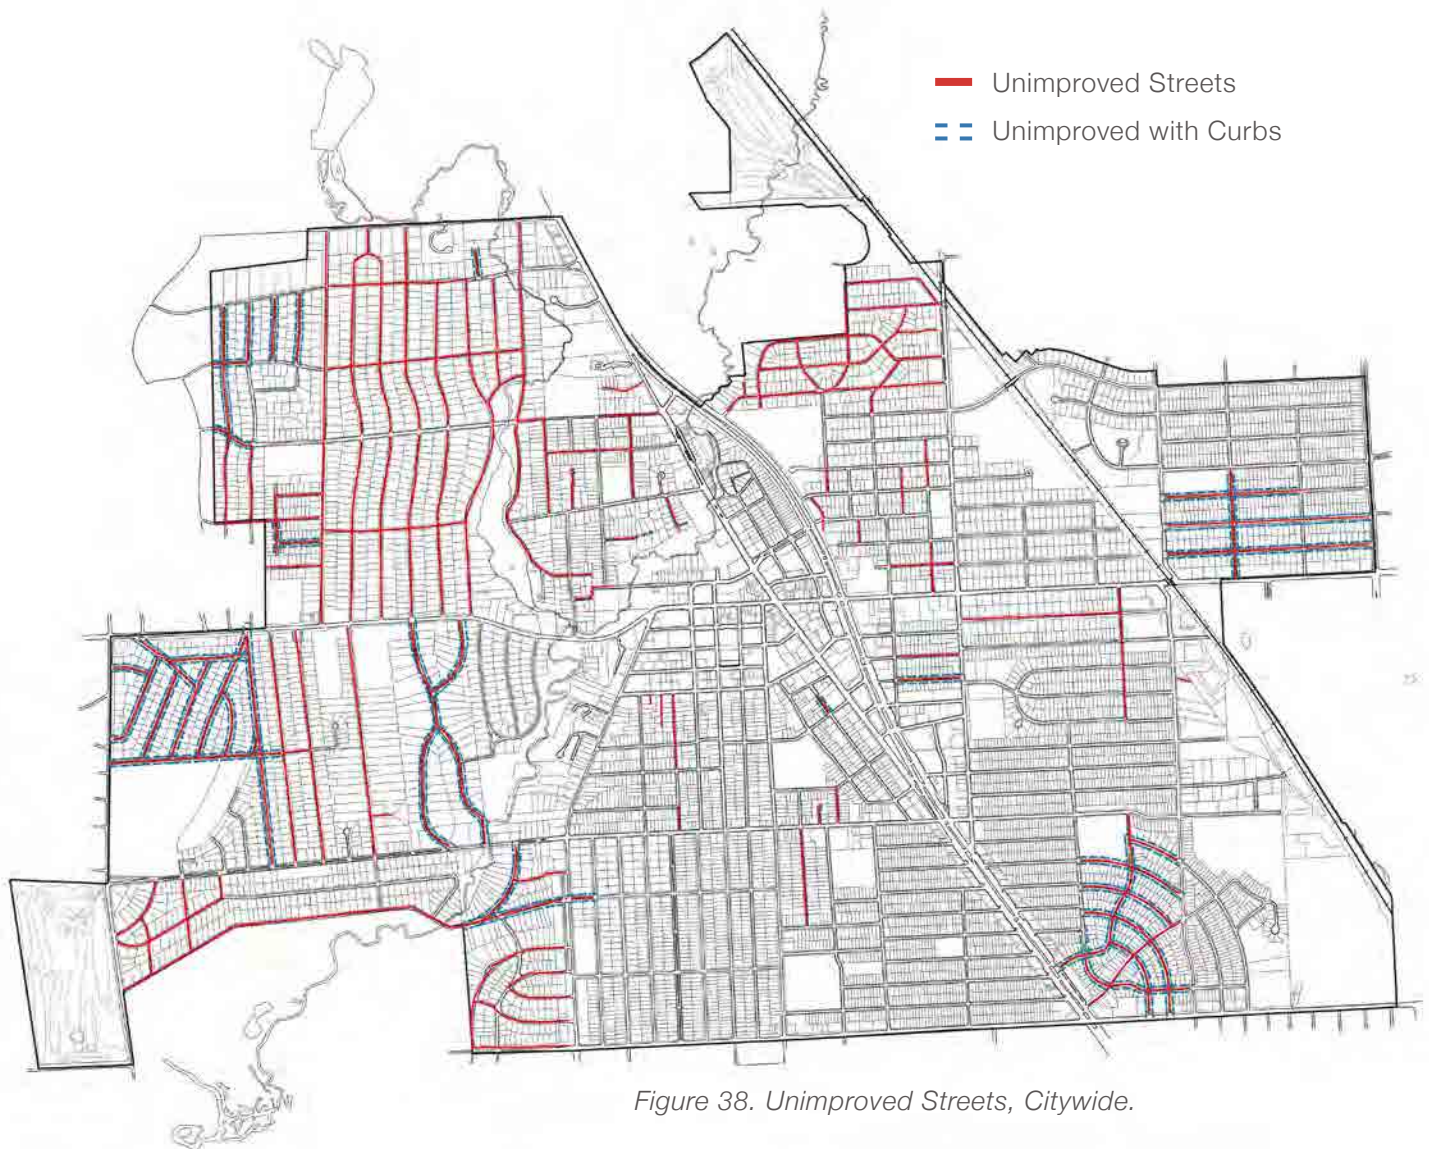 Unimproved Streets
Unimproved with Curbs
Figure 38. Unimproved Streets, Citywide.